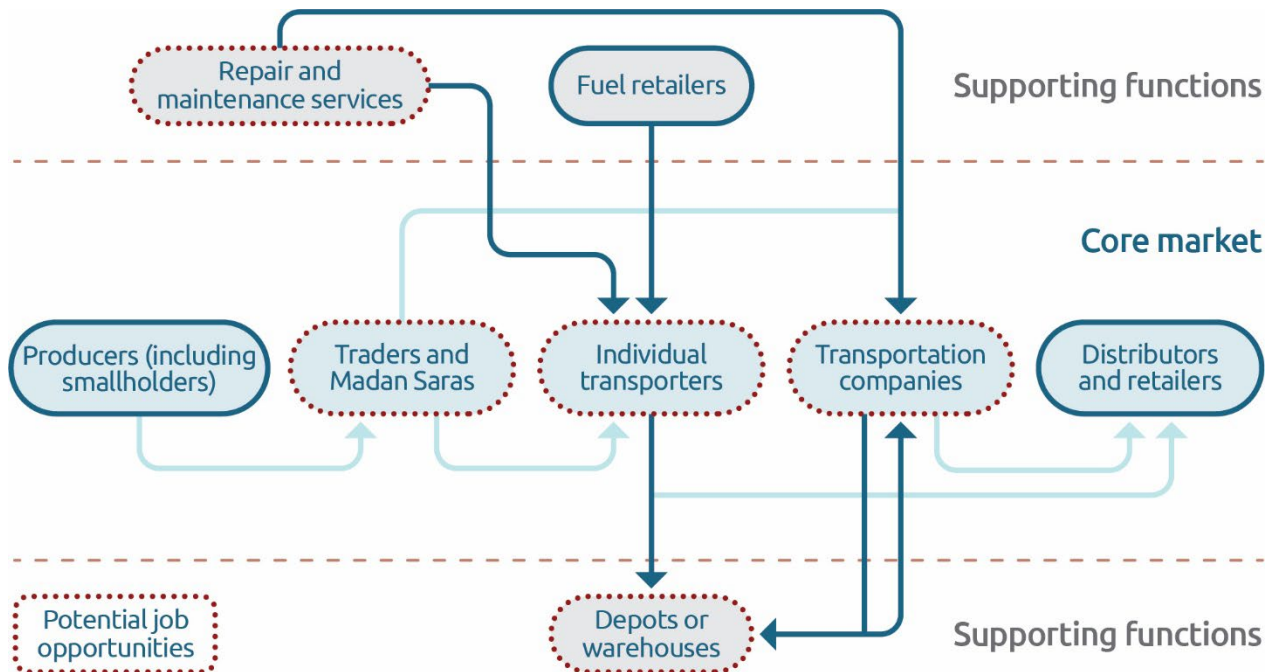 Repair and
maintenance services
Fuel retailers
Supporting functions
Core market
Producers (including
smallholders)
Traders and
Madan Saras
Individual
transporters
Transportation
companies
Distributors
and retailers
Potential job
opportunities
Depots or
warehouses
Supporting functions